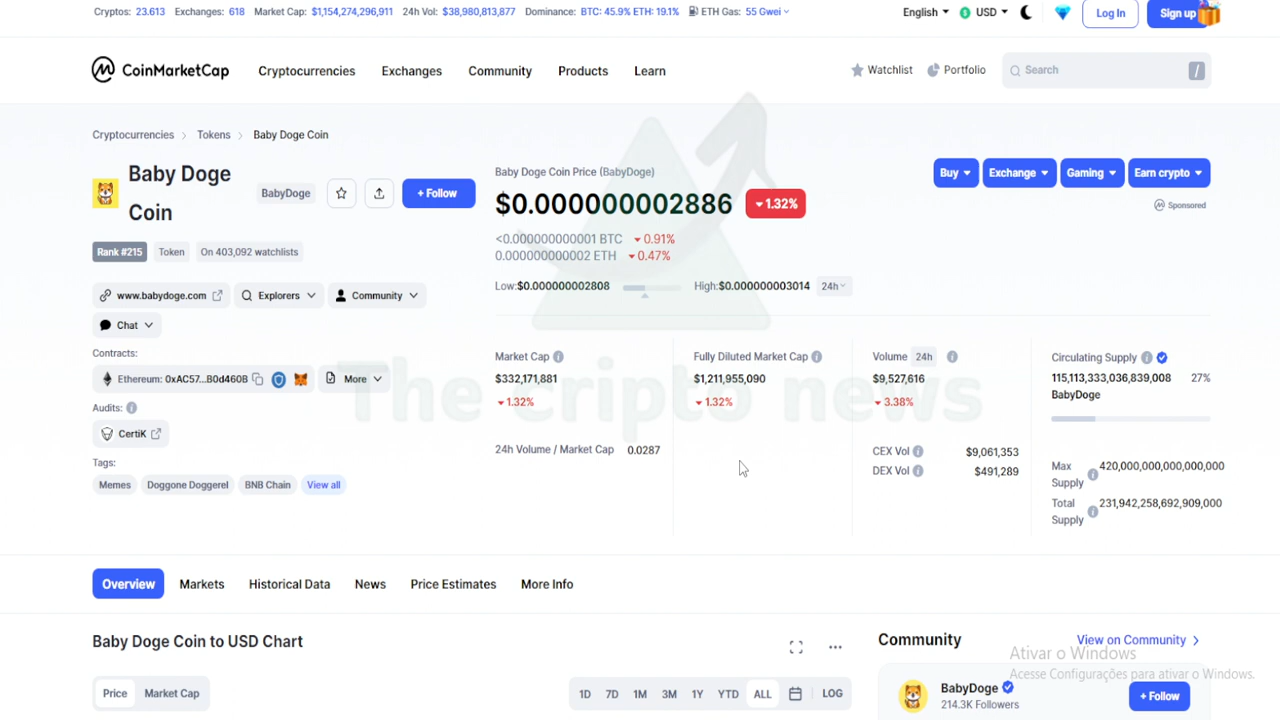 Cryptos: 23.613 Exchanges: 618 Market Cap: $1,154,274,296,911 24h Vol: $38,980,813,877 Dominance: BTC: 45.9% ETH: 19.1% ETH Gas: 55 Gwei
English USD Log In Sign up
CoinMarketCap Cryptocurrencies Exchanges Community Products Learn Watchlist Portfolio Search /
Cryptocurrencies > Tokens > Baby Doge Coin
Baby Doge Coin BabyDoge + Follow
Rank #215 Token On 403,092 watchlists
www.babydoge.com Explorers Community
Chat
Contracts:
Ethereum: 0xAC57...B0d460B More
Audits:
CertiK
Tags:
Memes Doggone Doggerel BNB Chain View all
Baby Doge Coin Price (BabyDoge)
$0.000000002886 1.32%
<0.000000000001 BTC 0.91%
0.000000000002 ETH 0.47%
Low:$0.000000002808 High:$0.000000003014 24h
Buy Exchange Gaming Earn crypto
Sponsored
Market Cap
$332,171,881
1.32%
24h Volume / Market Cap 0.0287
Fully Diluted Market Cap
$1,211,955,090
1.32%
Volume 24h
$9,527,616
3.38%
CEX Vol $9,061,353
DEX Vol $491,289
Circulating Supply
115,113,333,036,839,008 27%
BabyDoge
Max Supply 420,000,000,000,000,000
Total Supply 231,942,258,692,909,000
The cripto news
Overview Markets Historical Data News Price Estimates More Info
Baby Doge Coin to USD Chart
Price Market Cap 1D 7D 1M 3M 1Y YTD ALL LOG
Community View on Community >
BabyDoge
214.3K Followers
+ Follow
Ativar o Windows
Acesse Configurações para ativar o Windows.